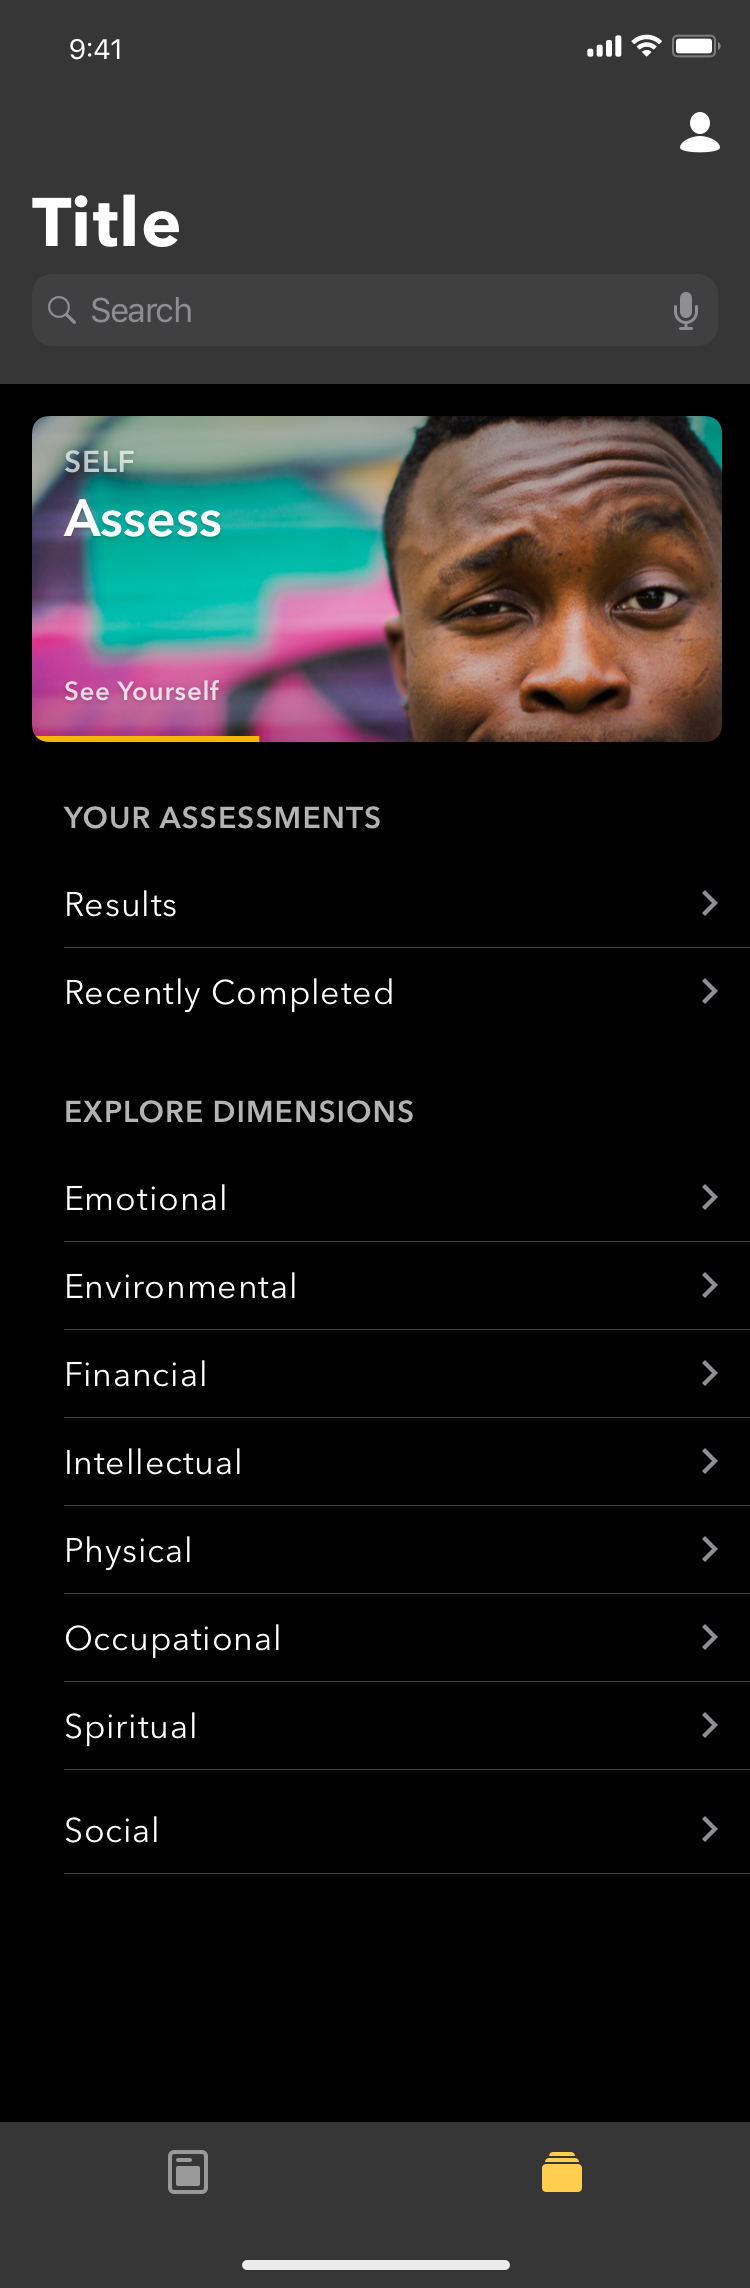 9:41
Title
Search
SELF
Assess
See Yourself
YOUR ASSESSMENTS
Results
Recently Completed
EXPLORE DIMENSIONS
Emotional
Environmental
Financial
Intellectual
Physical
Occupational
Spiritual
Social